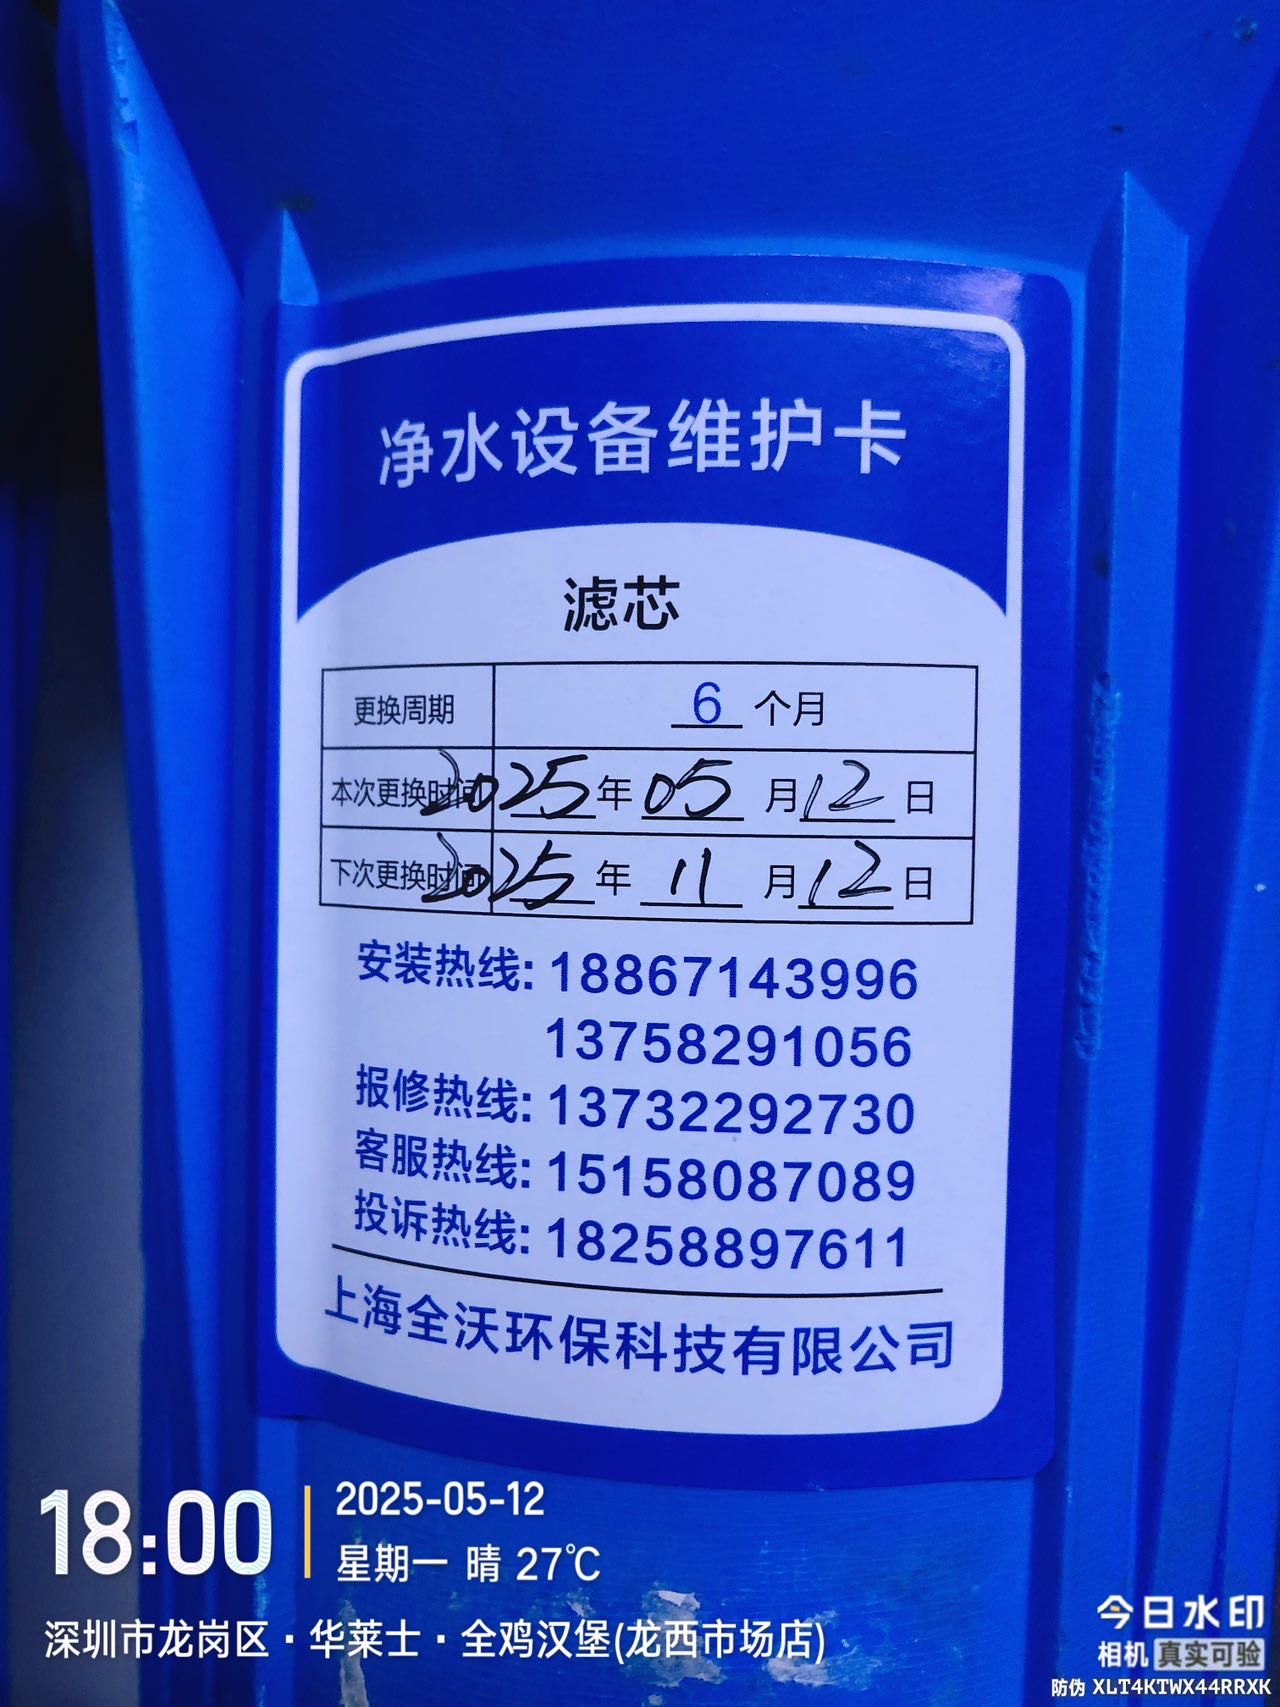 净水设备维护卡
滤芯
更换周期 6 个月
本次更换时间 2025 年 05 月 12 日
下次更换时间 2025 年 11 月 12 日
安装热线: 18867143996
13758291056
报修热线: 13732292730
客服热线: 15158087089
投诉热线: 18258897611
上海全沃环保科技有限公司
18:00
2025-05-12
星期一 晴 27℃
深圳市龙岗区·华莱士·全鸡汉堡(龙西市场店)
今日水印
相机 真实可验
防伪 XLT4KTWX44RRXK